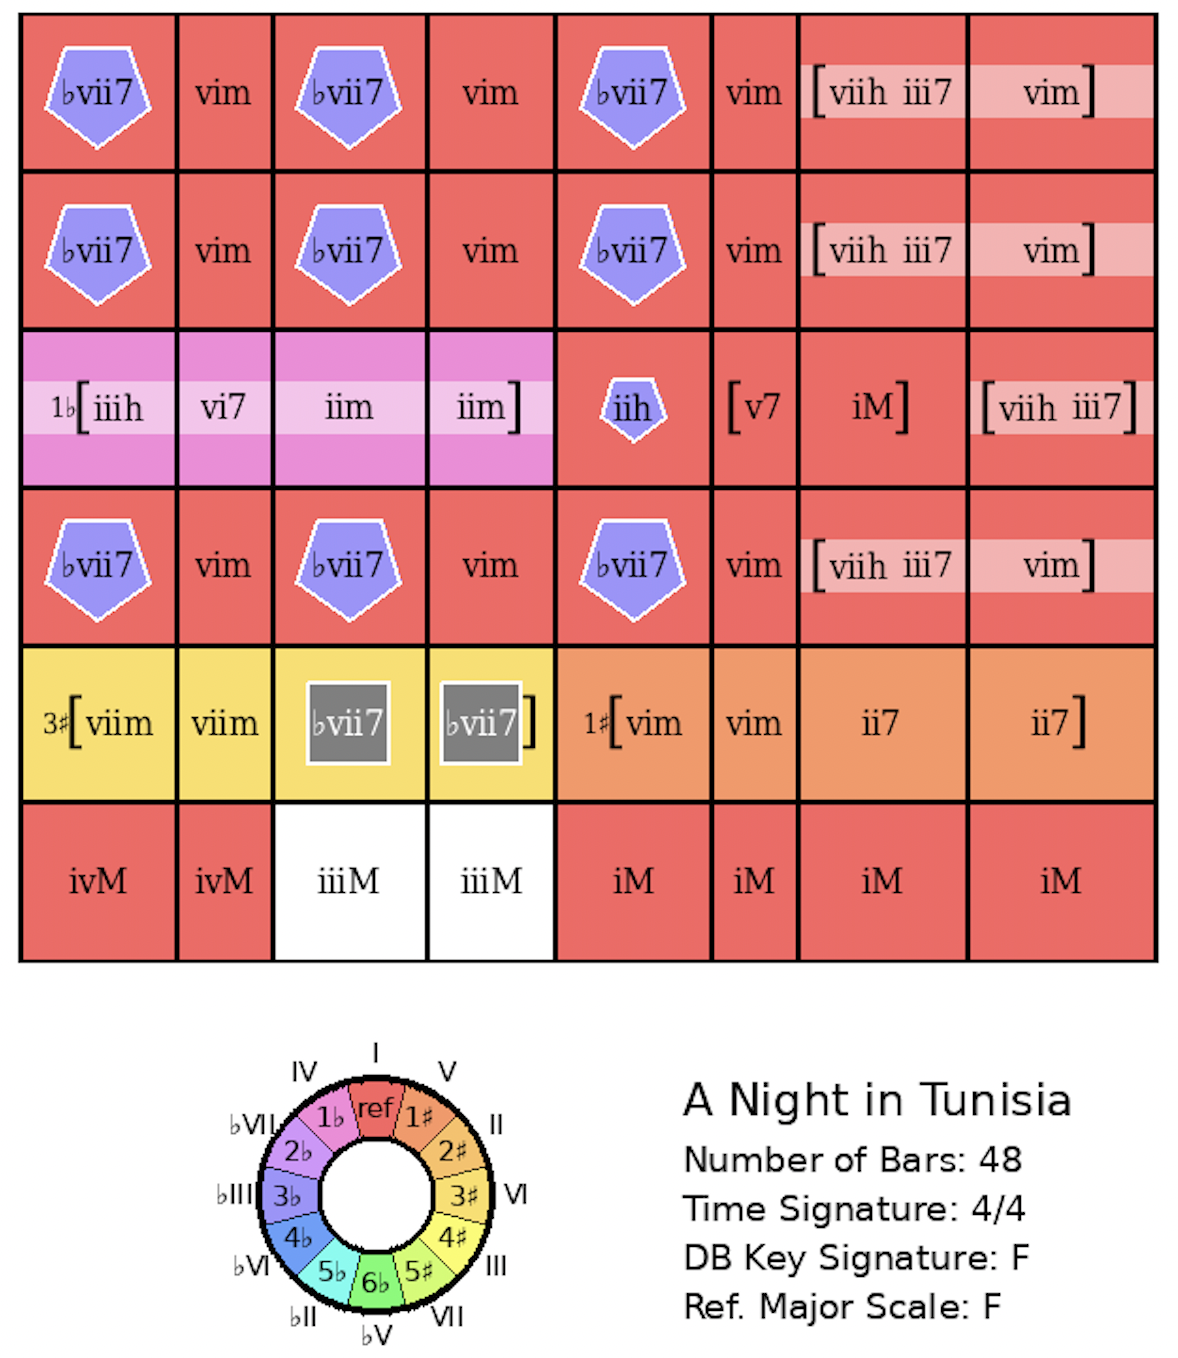 ♭vii7 vim ♭vii7 vim ♭vii7 vim [viih iii7 vim]
♭vii7 vim ♭vii7 vim ♭vii7 vim [viih iii7 vim]
1♭[iiih vi7 iim iim] iih [v7 iM] [viih iii7]
♭vii7 vim ♭vii7 vim ♭vii7 vim [viih iii7 vim]
3♯[viim viim ♭vii7 ♭vii7] 1♯[vim vim ii7 ii7]
ivM ivM iiiM iiiM iM iM iM iM
I
IV V
♭VII II
♭III VI
♭VI III
♭II VII
♭V
ref
1♭ 1♯
2♭ 2♯
3♭ 3♯
4♭ 4♯
5♭ 5♯
6♭
A Night in Tunisia
Number of Bars: 48
Time Signature: 4/4
DB Key Signature: F
Ref. Major Scale: F